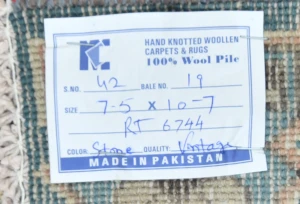 HAND KNOTTED WOOLLEN
CARPETS & RUGS
100% Wool Pile
S. NO. 42 BALE NO. 19
SIZE 7-5 X 10-7
RT 6744
COLOR Stone QUALITY Vintage
MADE IN PAKISTAN